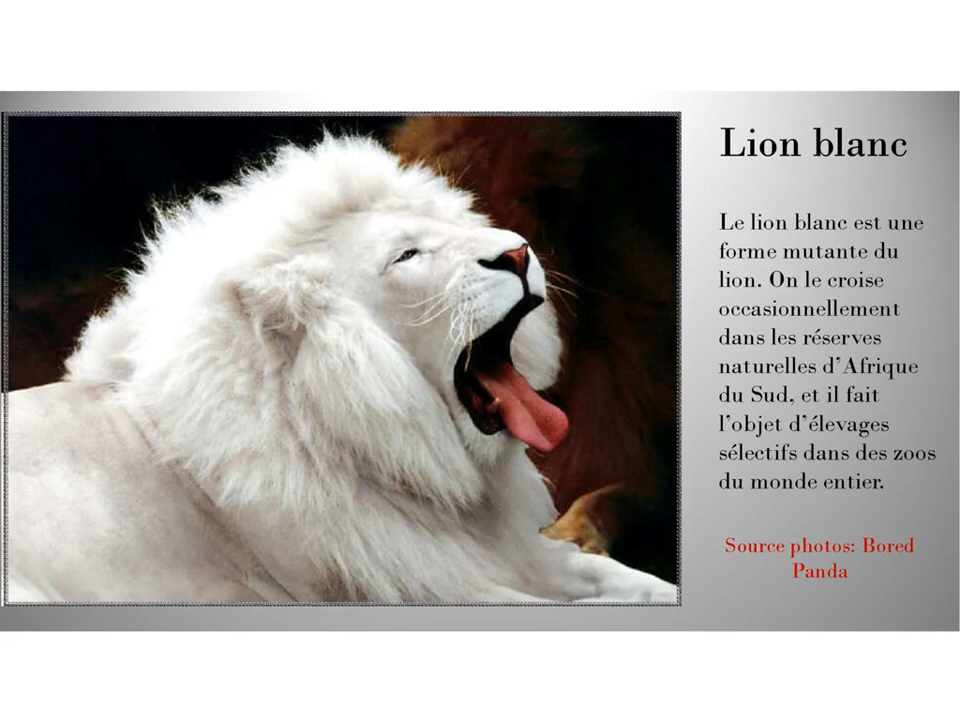 Lion blanc
Le lion blanc est une
forme mutante du
lion. On le croise
occasionnellement
dans les réserves
naturelles d’Afrique
du Sud, et il fait
l’objet d’élevages
sélectifs dans des zoos
du monde entier.
Source photos: Bored
Panda